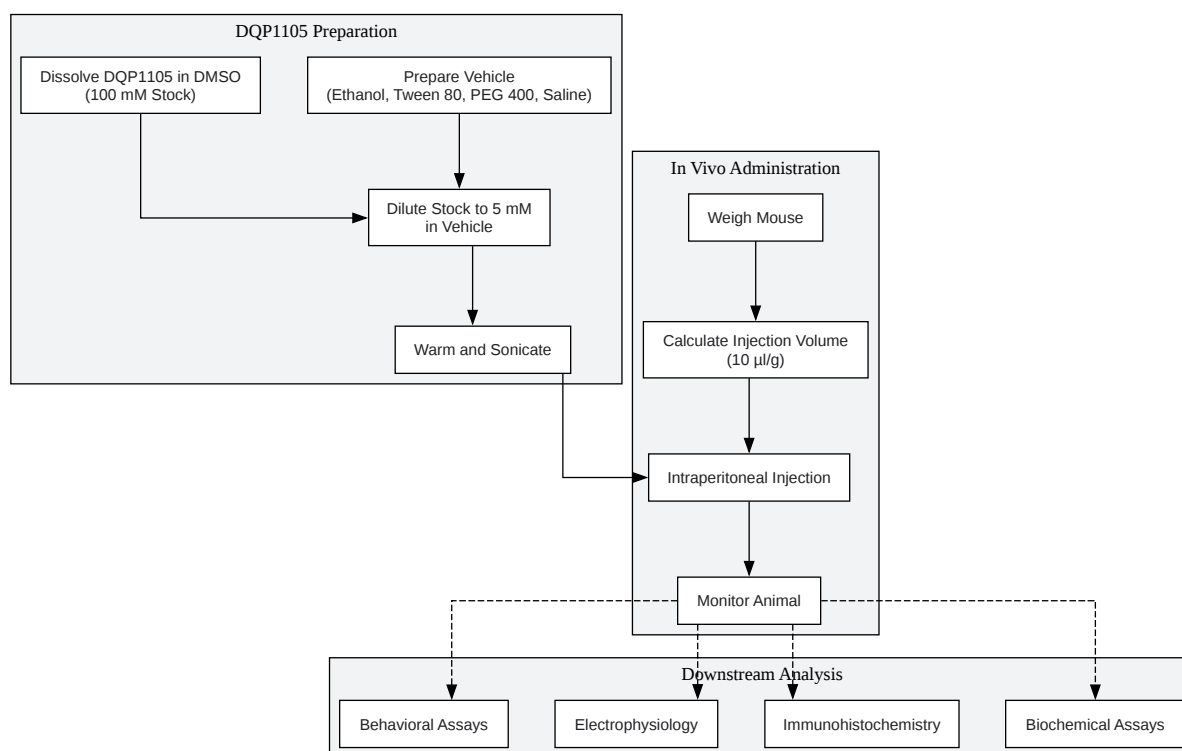 DQP1105 Preparation
Dissolve DQP1105 in DMSO
(100 mM Stock)
Prepare Vehicle
(Ethanol, Tween 80, PEG 400, Saline)
Dilute Stock to 5 mM
in Vehicle
Warm and Sonicate
In Vivo Administration
Weigh Mouse
Calculate Injection Volume
(10 µl/g)
Intraperitoneal Injection
Monitor Animal
Downstream Analysis
Behavioral Assays
Electrophysiology
Immunohistochemistry
Biochemical Assays